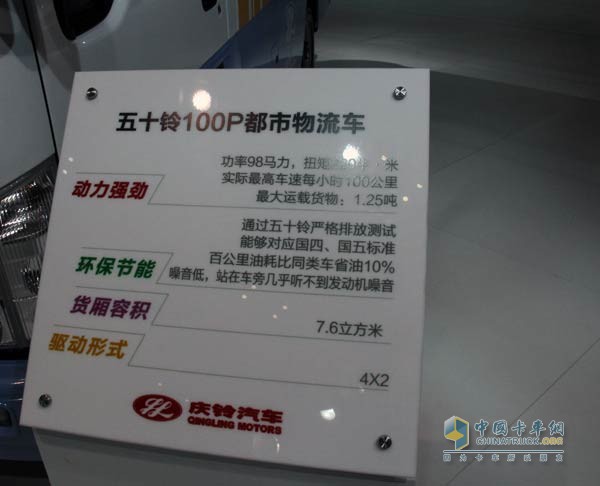 五十铃100P都市物流车
功率98马力，扭矩 米
实际最高车速每小时100公里
动力强劲
最大运载货物：1.25吨
通过五十铃严格排放测试
能够对应国四、国五标准
环保节能
百公里油耗比同类车省油10%
噪音低，站在车旁几乎听不到发动机噪音
货厢容积
7.6立方米
驱动形式
4X2
庆铃汽车
QINGLING MOTORS
中国卡车网
CHINATRUCK.ORG